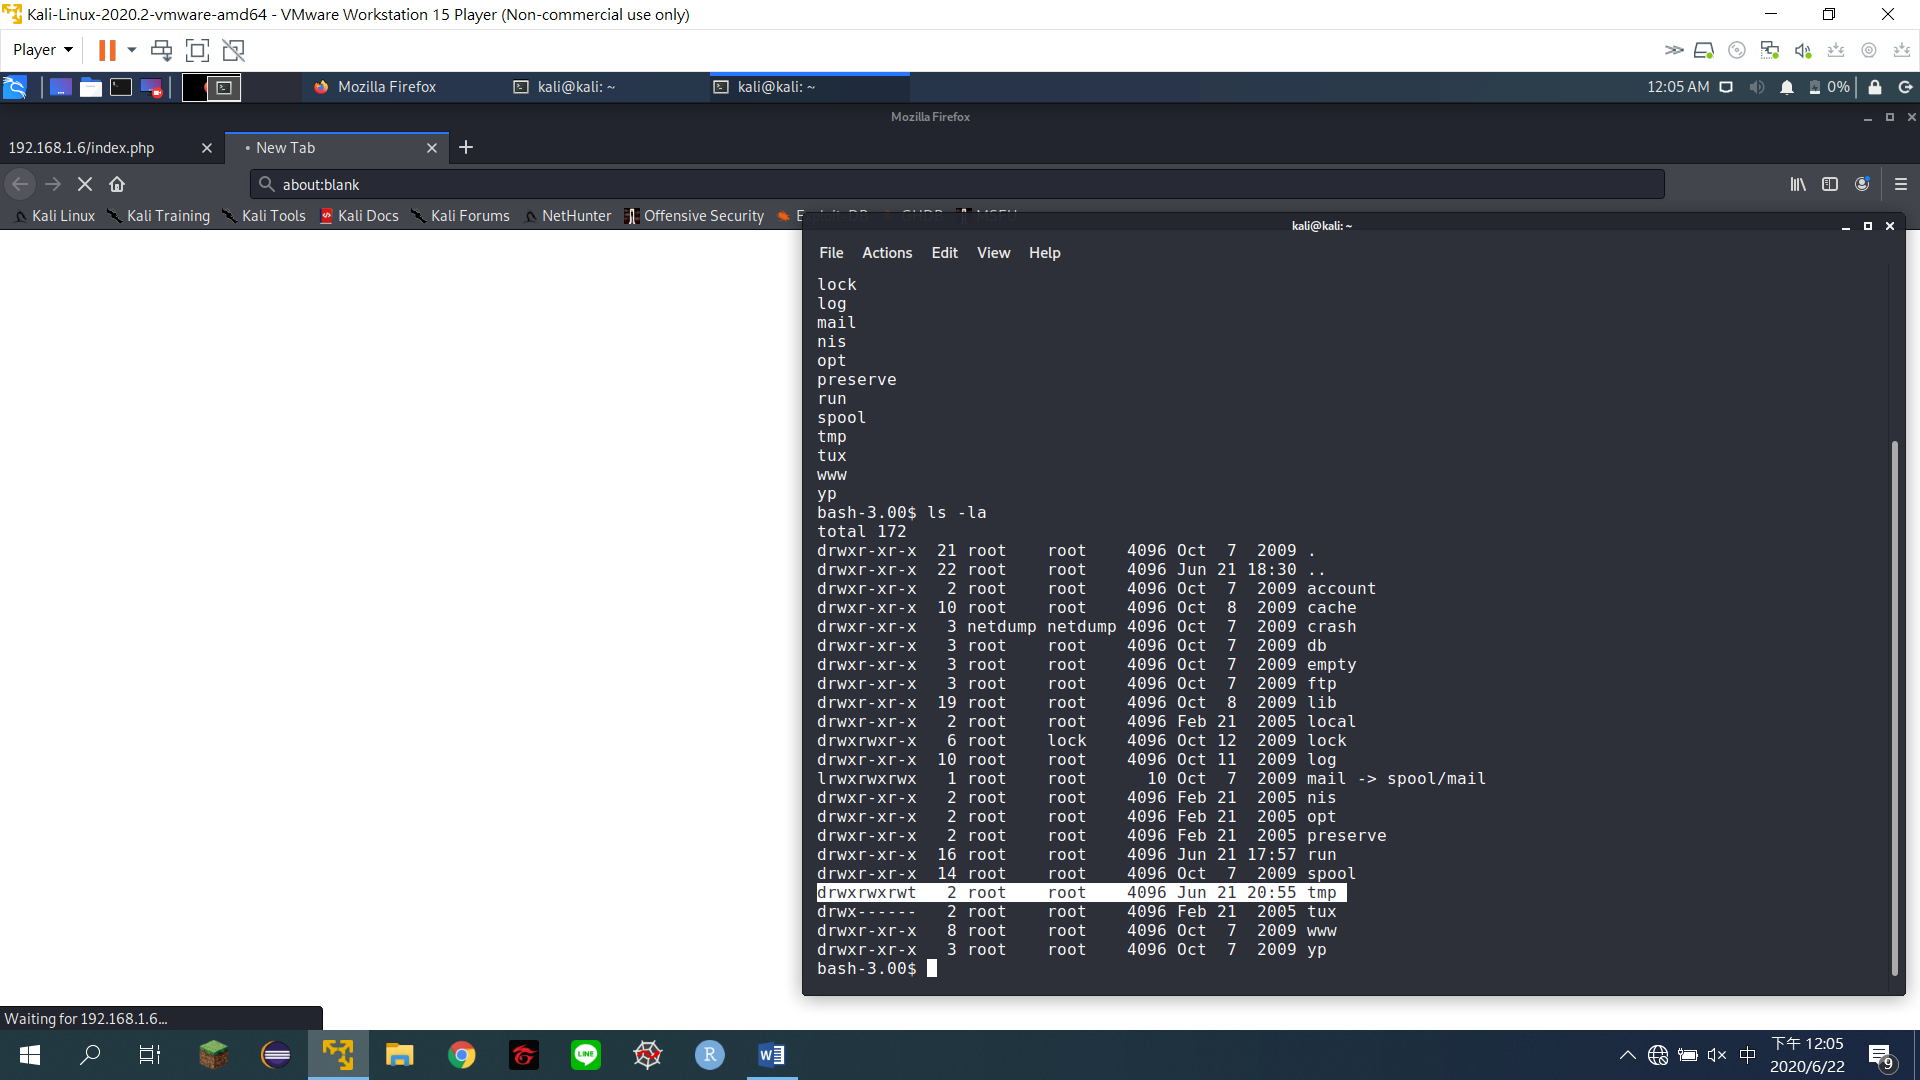 Kali-Linux-2020.2-vmware-amd64 - VMware Workstation 15 Player (Non-commercial use only)
Player
Mozilla Firefox
kali@kali: ~
kali@kali: ~
12:05 AM
0%
Mozilla Firefox
192.168.1.6/index.php
New Tab
about:blank
Kali Linux
Kali Training
Kali Tools
Kali Docs
Kali Forums
NetHunter
Offensive Security
Exploit-DB
GHDB
MSFU
kali@kali: ~
File Actions Edit View Help
lock
log
mail
nis
opt
preserve
run
spool
tmp
tux
www
yp
bash-3.00$ ls -la
total 172
drwxr-xr-x  21 root    root    4096 Oct  7  2009 .
drwxr-xr-x  22 root    root    4096 Jun 21 18:30 ..
drwxr-xr-x   2 root    root    4096 Oct  7  2009 account
drwxr-xr-x  10 root    root    4096 Oct  8  2009 cache
drwxr-xr-x   3 netdump netdump 4096 Oct  7  2009 crash
drwxr-xr-x   3 root    root    4096 Oct  7  2009 db
drwxr-xr-x   3 root    root    4096 Oct  7  2009 empty
drwxr-xr-x   3 root    root    4096 Oct  7  2009 ftp
drwxr-xr-x  19 root    root    4096 Oct  8  2009 lib
drwxr-xr-x   2 root    root    4096 Feb 21  2005 local
drwxrwxr-x   6 root    lock    4096 Oct 12  2009 lock
drwxr-xr-x  10 root    root    4096 Oct 11  2009 log
lrwxrwxrwx   1 root    root      10 Oct  7  2009 mail -> spool/mail
drwxr-xr-x   2 root    root    4096 Feb 21  2005 nis
drwxr-xr-x   2 root    root    4096 Feb 21  2005 opt
drwxr-xr-x   2 root    root    4096 Feb 21  2005 preserve
drwxr-xr-x  16 root    root    4096 Jun 21 17:57 run
drwxr-xr-x  14 root    root    4096 Oct  7  2009 spool
drwxrwxrwt   2 root    root    4096 Jun 21 20:55 tmp
drwx------   2 root    root    4096 Feb 21  2005 tux
drwxr-xr-x   8 root    root    4096 Oct  7  2009 www
drwxr-xr-x   3 root    root    4096 Oct  7  2009 yp
bash-3.00$
Waiting for 192.168.1.6...
LINE
R
中
下午 12:05
2020/6/22
9